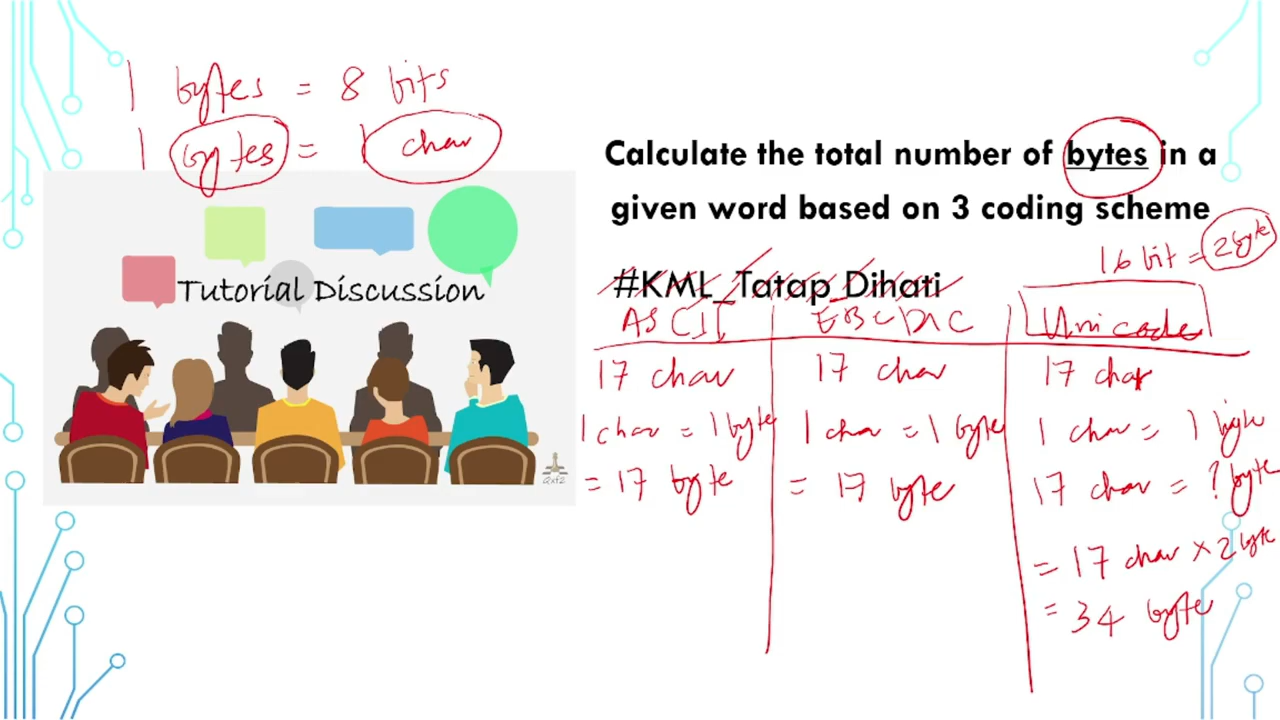 1 bytes = 8 bits
1 bytes = 1 char
Calculate the total number of bytes in a
given word based on 3 coding scheme
16 bit = 2 byte
#KML_Tatap_Dihati
Tutorial Discussion
ASCII EBCDIC Unicode
17 char 17 char 17 char
1 char = 1 byte 1 char = 1 byte 1 char = 1 byte
= 17 byte = 17 byte 17 char = ? byte
= 17 char × 2 byte
= 34 byte